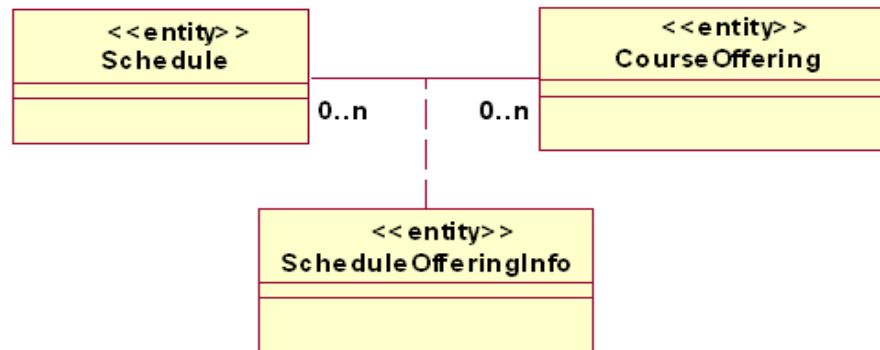 <<entity>>
Schedule
<<entity>>
CourseOffering
0..n
0..n
<<entity>>
ScheduleOfferingInfo